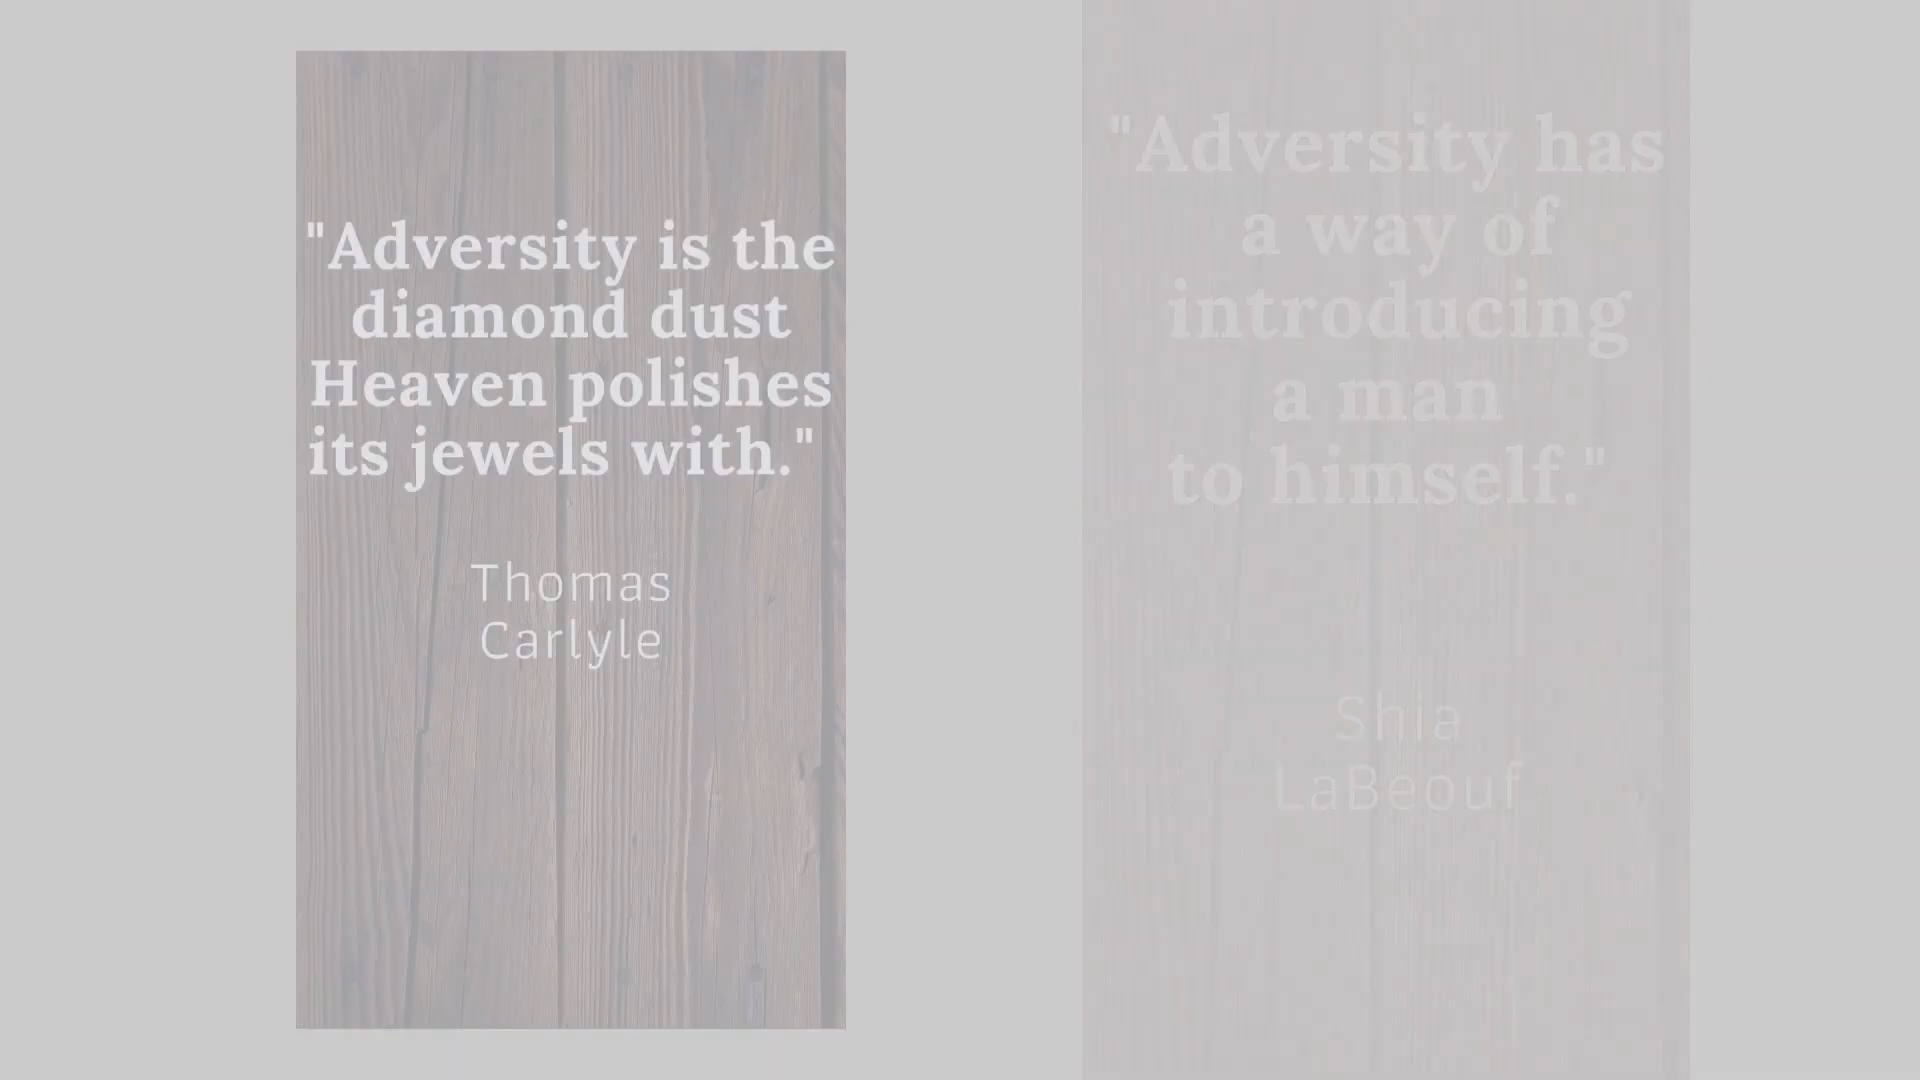 "Adversity is the
diamond dust
Heaven polishes
its jewels with."
Thomas
Carlyle
"Adversity has
a way of
introducing
a man
to himself."
Shia
LaBeouf